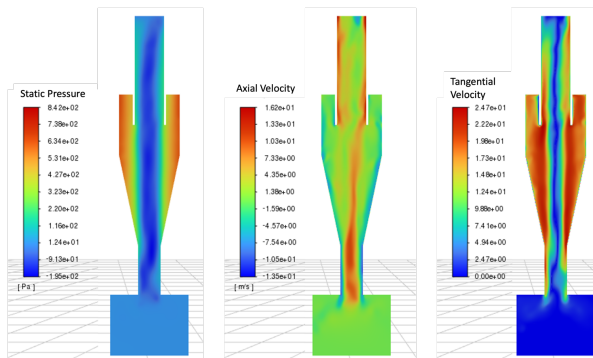 Static Pressure
8.42e+02
7.38e+02
6.34e+02
5.31e+02
4.27e+02
3.23e+02
2.20e+02
1.16e+02
1.24e+01
-9.13e+01
-1.95e+02
[ Pa ]
Axial Velocity
1.62e+01
1.33e+01
1.03e+01
7.34e+00
4.35e+00
1.38e+00
-1.59e+00
-4.57e+00
-7.54e+00
-1.05e+01
-1.35e+01
[ m/s ]
Tangential
Velocity
2.47e+01
2.22e+01
1.98e+01
1.73e+01
1.48e+01
1.24e+01
9.88e+00
7.41e+00
4.94e+00
2.47e+00
0.00e+00